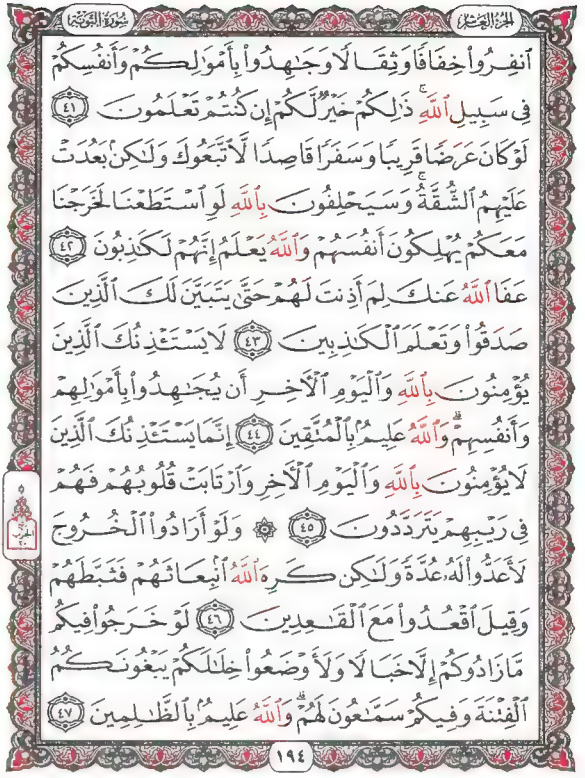 الجزء العاشر
سورة التوبة
ٱنفِرُوا۟ خِفَافًا وَثِقَالًا وَجَٰهِدُوا۟ بِأَمْوَٰلِكُمْ وَأَنفُسِكُمْ
فِى سَبِيلِ ٱللَّهِ ۚ ذَٰلِكُمْ خَيْرٌ لَّكُمْ إِن كُنتُمْ تَعْلَمُونَ ٤١
لَوْ كَانَ عَرَضًا قَرِيبًا وَسَفَرًا قَاصِدًا لَّٱتَّبَعُوكَ وَلَٰكِنۢ بَعُدَتْ
عَلَيْهِمُ ٱلشُّقَّةُ ۚ وَسَيَحْلِفُونَ بِٱللَّهِ لَوِ ٱسْتَطَعْنَا لَخَرَجْنَا
مَعَكُمْ يُهْلِكُونَ أَنفُسَهُمْ وَٱللَّهُ يَعْلَمُ إِنَّهُمْ لَكَٰذِبُونَ ٤٢
عَفَا ٱللَّهُ عَنكَ لِمَ أَذِنتَ لَهُمْ حَتَّىٰ يَتَبَيَّنَ لَكَ ٱلَّذِينَ
صَدَقُوا۟ وَتَعْلَمَ ٱلْكَٰذِبِينَ ٤٣ لَا يَسْتَـْٔذِنُكَ ٱلَّذِينَ
يُؤْمِنُونَ بِٱللَّهِ وَٱلْيَوْمِ ٱلْـَٔاخِرِ أَن يُجَٰهِدُوا۟ بِأَمْوَٰلِهِمْ
وَأَنفُسِهِمْ ۗ وَٱللَّهُ عَلِيمٌۢ بِٱلْمُتَّقِينَ ٤٤ إِنَّمَا يَسْتَـْٔذِنُكَ ٱلَّذِينَ
لَا يُؤْمِنُونَ بِٱللَّهِ وَٱلْيَوْمِ ٱلْـَٔاخِرِ وَٱرْتَابَتْ قُلُوبُهُمْ فَهُمْ
فِى رَيْبِهِمْ يَتَرَدَّدُونَ ٤٥ ۞ وَلَوْ أَرَادُوا۟ ٱلْخُرُوجَ
لَأَعَدُّوا۟ لَهُۥ عُدَّةً وَلَٰكِن كَرِهَ ٱللَّهُ ٱنۢبِعَاثَهُمْ فَثَبَّطَهُمْ
وَقِيلَ ٱقْعُدُوا۟ مَعَ ٱلْقَٰعِدِينَ ٤٦ لَوْ خَرَجُوا۟ فِيكُم
مَّا زَادُوكُمْ إِلَّا خَبَالًا وَلَأَوْضَعُوا۟ خِلَٰلَكُمْ يَبْغُونَكُمُ
ٱلْفِتْنَةَ وَفِيكُمْ سَمَّٰعُونَ لَهُمْ ۗ وَٱللَّهُ عَلِيمٌۢ بِٱلظَّٰلِمِينَ ٤٧
١٩٤